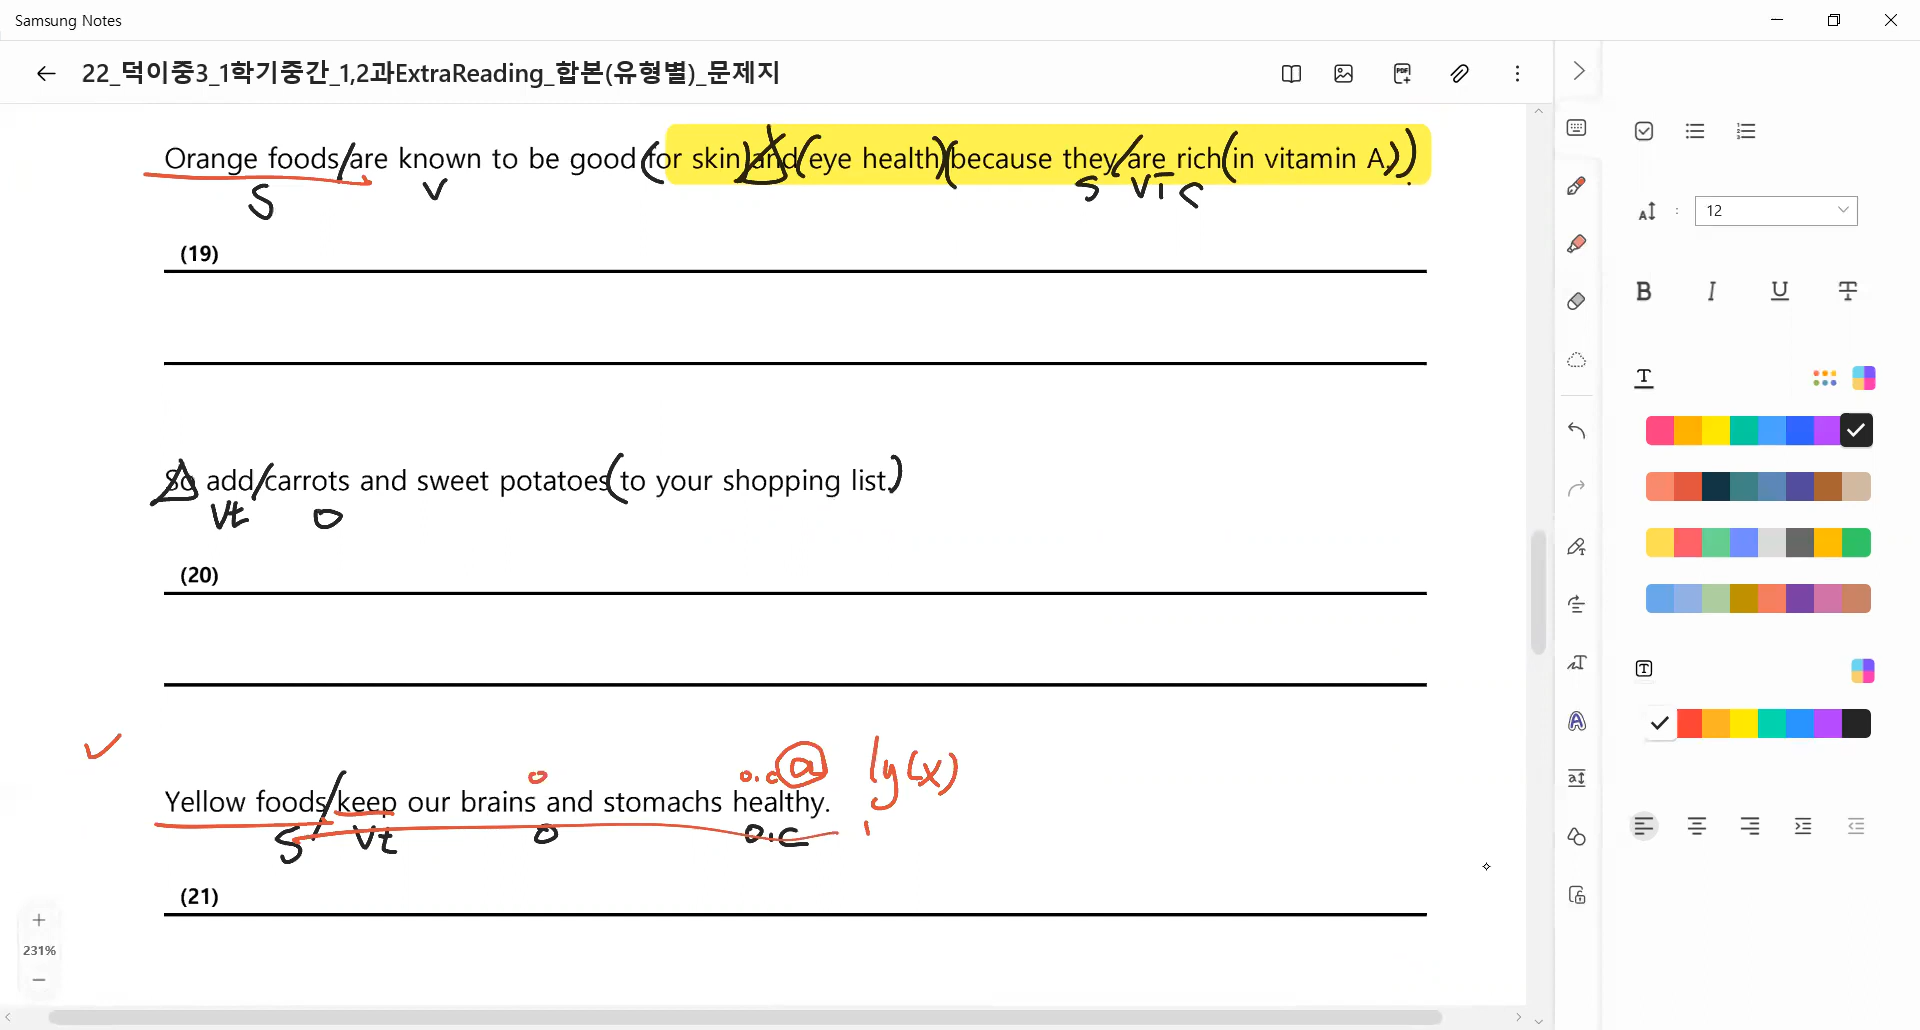 Samsung Notes
22_덕이중3_1학기중간_1,2과ExtraReading_합본(유형별)_문제지
Orange foods/are known to be good(for skin)and(eye health)(because they/are rich(in vitamin A.))
S V S Vi C
(19)
So add/carrots and sweet potatoes(to your shopping list.)
Vt O
(20)
o o.c ⓐ ly(x)
Yellow foods/keep our brains and stomachs healthy.
S Vt O O.C
(21)
231%
12
B I U T
T
T